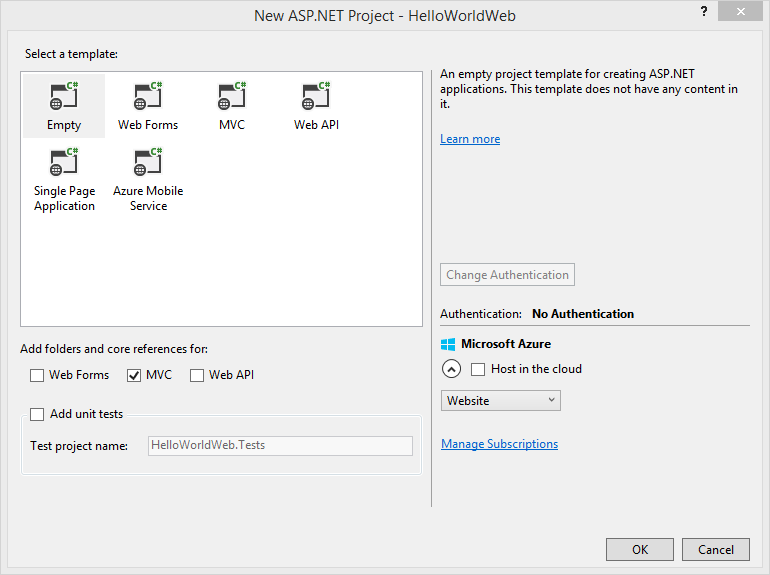 New ASP.NET Project - HelloWorldWeb
?
Select a template:
C# C# C# C#
Empty Web Forms MVC Web API
C# C#
Single Page
Application
Azure Mobile
Service
Add folders and core references for:
Web Forms MVC Web API
Add unit tests
Test project name: HelloWorldWeb.Tests
An empty project template for creating ASP.NET
applications. This template does not have any content in
it.
Learn more
Change Authentication
Authentication: No Authentication
Microsoft Azure
Host in the cloud
Website
Manage Subscriptions
OK Cancel